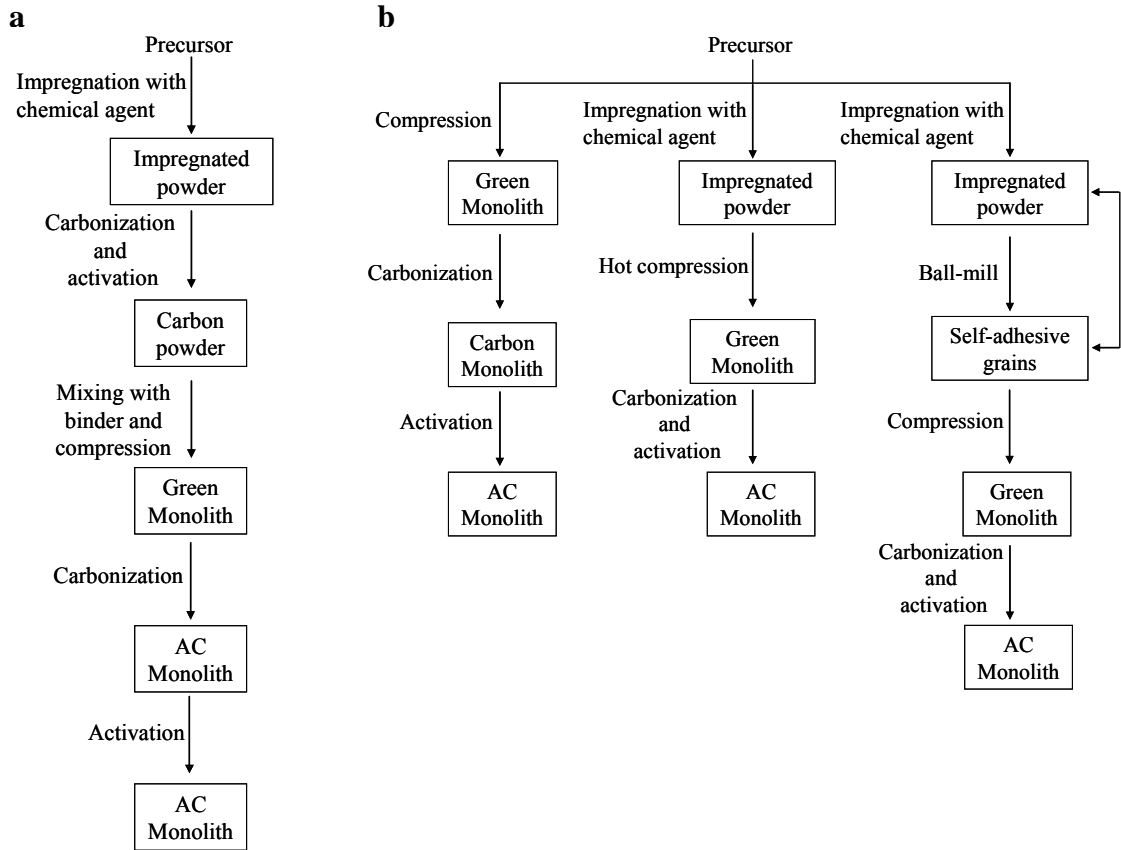 a
Precursor
Impregnation with
chemical agent
Impregnated
powder
Carbonization
and
activation
Carbon
powder
Mixing with
binder and
compression
Green
Monolith
Carbonization
AC
Monolith
Activation
AC
Monolith
b
Precursor
Compression
Green
Monolith
Carbonization
Carbon
Monolith
Activation
AC
Monolith
Impregnation with
chemical agent
Impregnated
powder
Hot compression
Green
Monolith
Carbonization
and
activation
AC
Monolith
Impregnation with
chemical agent
Impregnated
powder
Ball-mill
Self-adhesive
grains
Compression
Green
Monolith
Carbonization
and
activation
AC
Monolith